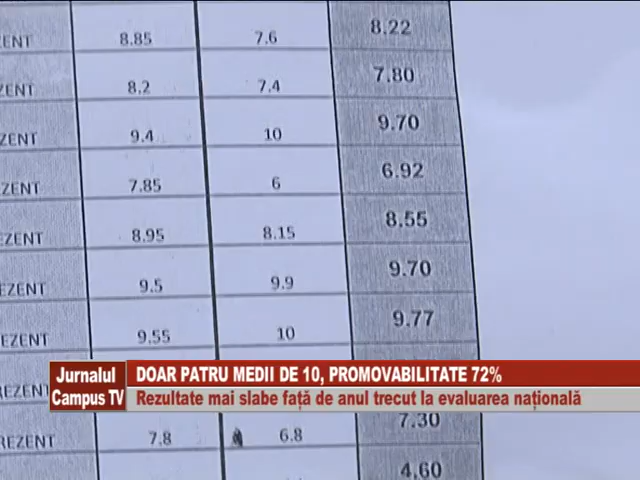 ZENT 8.85 7.6 8.22
ZENT 8.2 7.4 7.80
EZENT 9.4 10 9.70
EZENT 7.85 6 6.92
EZENT 8.95 8.15 8.55
EZENT 9.5 9.9 9.70
EZENT 9.55 10 9.77
Jurnalul
Campus TV
DOAR PATRU MEDII DE 10, PROMOVABILITATE 72%
Rezultate mai slabe față de anul trecut la evaluarea națională
REZENT
REZENT 7.8 6.8 7.30
4.60